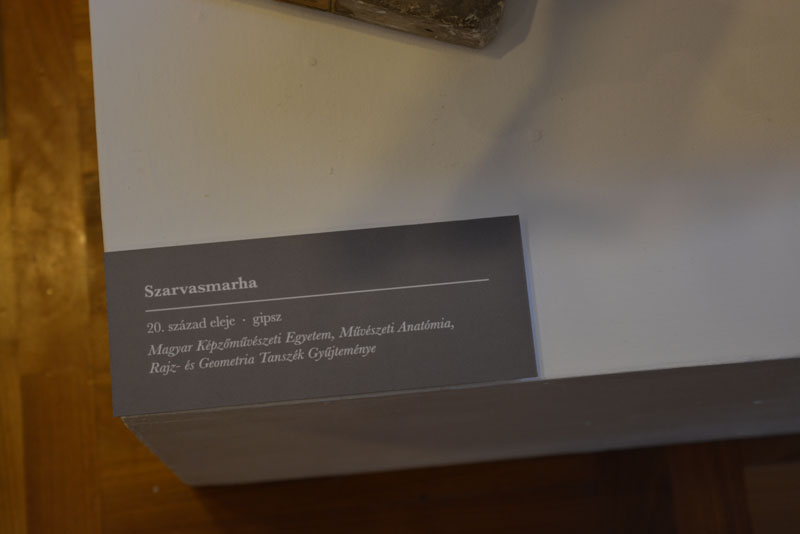 Szarvasmarha
20. század eleje · gipsz
Magyar Képzőművészeti Egyetem, Művészeti Anatómia,
Rajz- és Geometria Tanszék Gyűjteménye